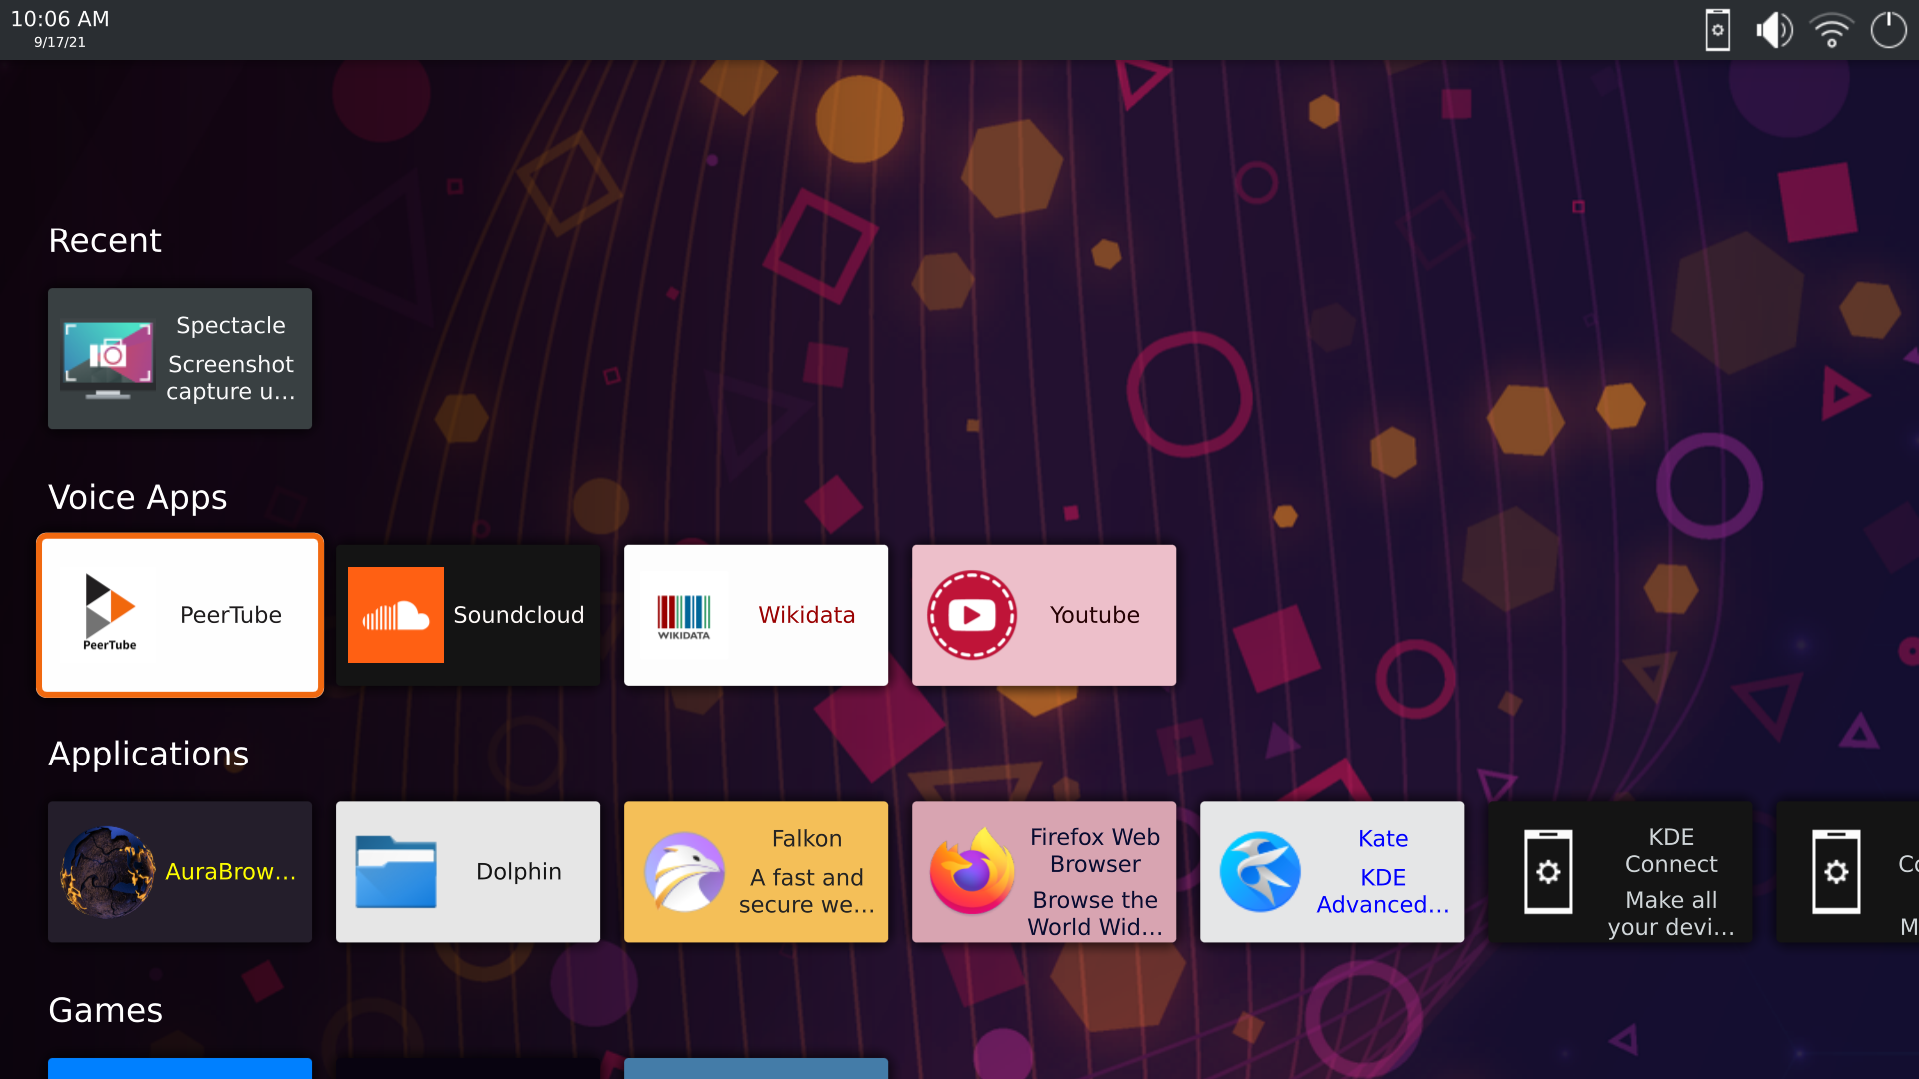 10:06 AM
9/17/21
Recent
Spectacle
Screenshot
capture u...
Voice Apps
PeerTube
PeerTube
Soundcloud
WIKIDATA
Wikidata
Youtube
Applications
AuraBrow...
Dolphin
Falkon
A fast and
secure we...
Firefox Web
Browser
Browse the
World Wid...
Kate
KDE
Advanced...
KDE
Connect
Make all
your devi...
Games